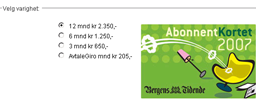 Velg varighet
12 mnd kr 2.350,-
6 mnd kr 1.250,-
3 mnd kr 650,-
AvtaleGiro mnd kr 205,-
AbonnentKortet
2007
Bergens Tidende